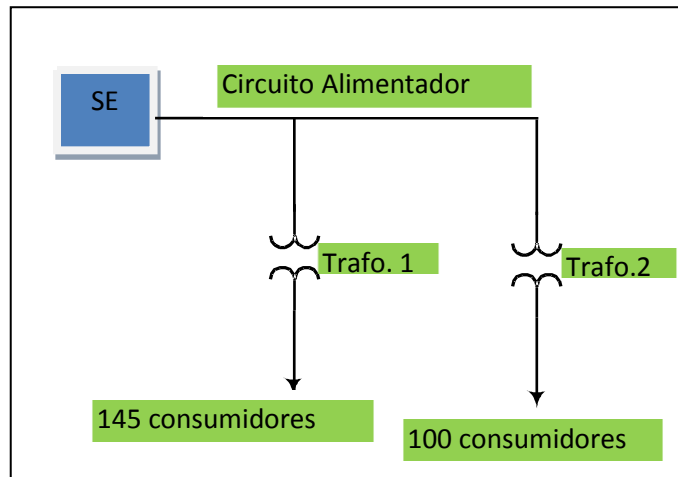 SE
Circuito Alimentador
Trafo. 1
Trafo.2
145 consumidores
100 consumidores